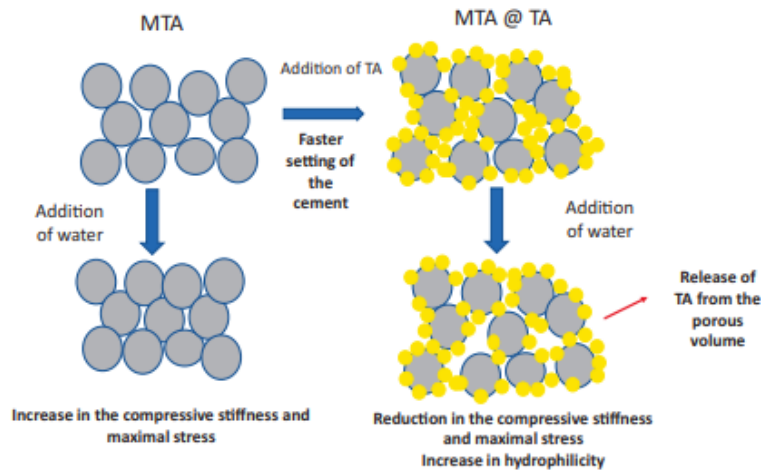 MTA
MTA @ TA
Addition of TA
Faster
setting of
the
cement
Addition
of water
Addition
of water
Release of
TA from the
porous
volume
Increase in the compressive stiffness and
maximal stress
Reduction in the compressive stiffness
and maximal stress
Increase in hydrophilicity